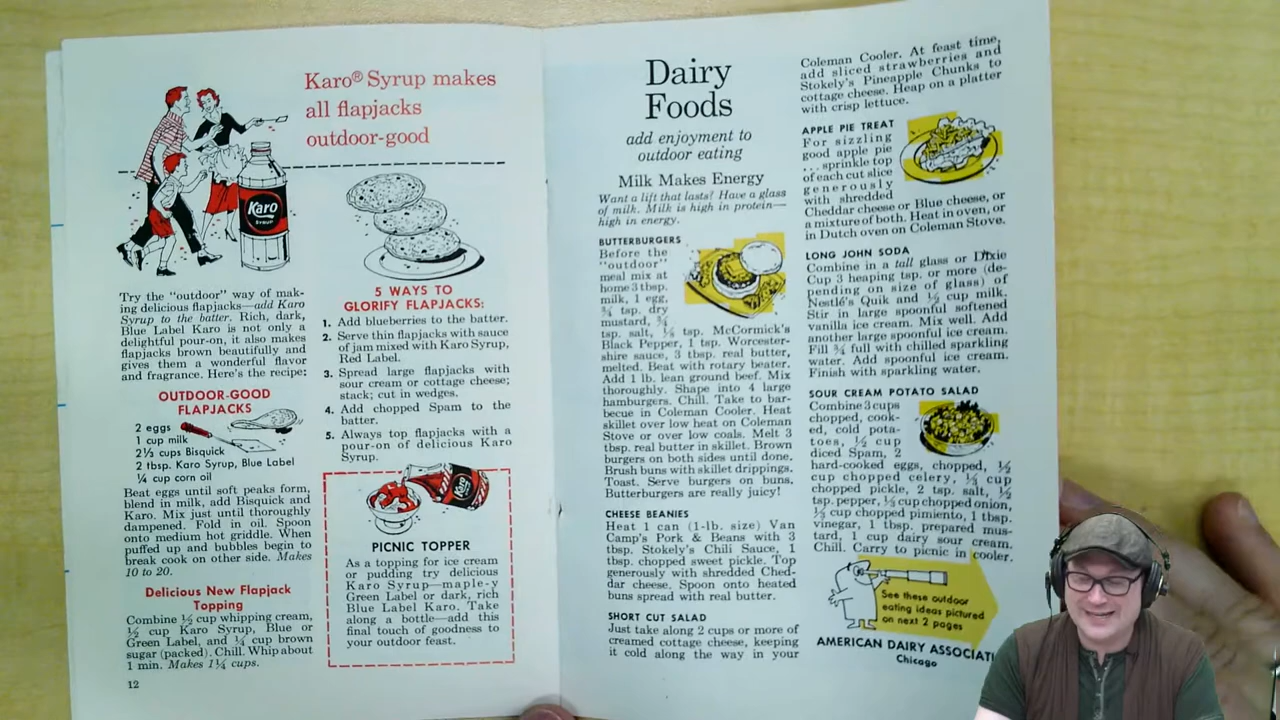 Karo® Syrup makes
all flapjacks
outdoor-good
Karo
SYRUP
Try the "outdoor" way of mak-
ing delicious flapjacks—add Karo
Syrup to the batter. Rich, dark,
Blue Label Karo is not only a
delightful pour-on, it also makes
flapjacks brown beautifully and
gives them a wonderful flavor
and fragrance. Here's the recipe:
OUTDOOR-GOOD
FLAPJACKS
2 eggs
1 cup milk
2⅓ cups Bisquick
2 tbsp. Karo Syrup, Blue Label
¼ cup corn oil
Beat eggs until soft peaks form,
blend in milk, add Bisquick and
Karo. Mix just until thoroughly
dampened. Fold in oil. Spoon
onto medium hot griddle. When
puffed up and bubbles begin to
break cook on other side. Makes
10 to 20.
Delicious New Flapjack
Topping
Combine ½ cup whipping cream,
½ cup Karo Syrup, Blue or
Green Label, and ¼ cup brown
sugar (packed). Chill. Whip about
1 min. Makes 1¼ cups.
12
5 WAYS TO
GLORIFY FLAPJACKS:
1. Add blueberries to the batter.
2. Serve thin flapjacks with sauce
of jam mixed with Karo Syrup,
Red Label.
3. Spread large flapjacks with
sour cream or cottage cheese;
stack; cut in wedges.
4. Add chopped Spam to the
batter.
5. Always top flapjacks with a
pour-on of delicious Karo
Syrup.
Karo
PICNIC TOPPER
As a topping for ice cream
or pudding try delicious
Karo Syrup—maple-y
Green Label or dark, rich
Blue Label Karo. Take
along a bottle—add this
final touch of goodness to
your outdoor feast.
Dairy
Foods
add enjoyment to
outdoor eating
Milk Makes Energy
Want a lift that lasts? Have a glass
of milk. Milk is high in protein—
high in energy.
BUTTERBURGERS
Before the
"outdoor"
meal mix at
home 3 tbsp.
milk, 1 egg,
¾ tsp. dry
mustard, ¾
tsp. salt, ⅛ tsp. McCormick's
Black Pepper, 1 tsp. Worcester-
shire sauce, 3 tbsp. real butter,
melted. Beat with rotary beater.
Add 1 lb. lean ground beef. Mix
thoroughly. Shape into 4 large
hamburgers. Chill. Take to bar-
becue in Coleman Cooler. Heat
skillet over low heat on Coleman
Stove or over low coals. Melt 3
tbsp. real butter in skillet. Brown
burgers on both sides until done.
Brush buns with skillet drippings.
Toast. Serve burgers on buns.
Butterburgers are really juicy!
CHEESE BEANIES
Heat 1 can (1-lb. size) Van
Camp's Pork & Beans with 3
tbsp. Stokely's Chili Sauce, 1
tbsp. chopped sweet pickle. Top
generously with shredded Ched-
dar cheese. Spoon onto heated
buns spread with real butter.
SHORT CUT SALAD
Just take along 2 cups or more of
creamed cottage cheese, keeping
it cold along the way in your
Coleman Cooler. At feast time,
add sliced strawberries and
Stokely's Pineapple Chunks to
cottage cheese. Heap on a platter
with crisp lettuce.
APPLE PIE TREAT
For sizzling
good apple pie
... sprinkle top
of each cut slice
generously
with shredded
Cheddar cheese or Blue cheese, or
a mixture of both. Heat in oven, or
in Dutch oven on Coleman Stove.
LONG JOHN SODA
Combine in a tall glass or Dixie
Cup 3 heaping tsp. or more (de-
pending on size of glass) of
Nestlé's Quik and ½ cup milk.
Stir in large spoonful softened
vanilla ice cream. Mix well. Add
another large spoonful ice cream.
Fill ¾ full with chilled sparkling
water. Add spoonful ice cream.
Finish with sparkling water.
SOUR CREAM POTATO SALAD
Combine 3 cups
chopped, cook-
ed, cold pota-
toes, ½ cup
diced Spam, 2
hard-cooked eggs, chopped, ½
cup chopped celery, ¼ cup
chopped pickle, 2 tsp. salt, ½
tsp. pepper, ⅓ cup chopped onion,
⅓ cup chopped pimiento, 1 tbsp.
vinegar, 1 tbsp. prepared mus-
tard, 1 cup dairy sour cream.
Chill. Carry to picnic in cooler.
See these outdoor
eating ideas pictured
on next 2 pages
AMERICAN DAIRY ASSOCIATI
Chicago